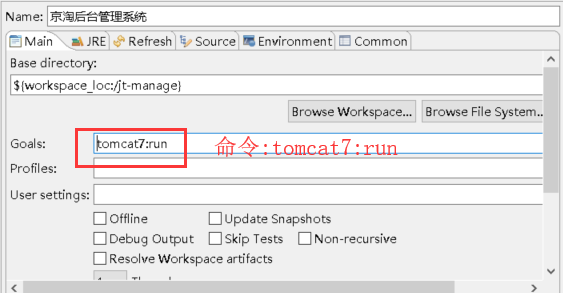 Name: 京淘后台管理系统
Main JRE Refresh Source Environment Common
Base directory:
${workspace_loc:/jt-manage}
Browse Workspace... Browse File System...
Goals: tomcat7:run 命令:tomcat7:run
Profiles:
User settings:
Offline Update Snapshots
Debug Output Skip Tests Non-recursive
Resolve Workspace artifacts